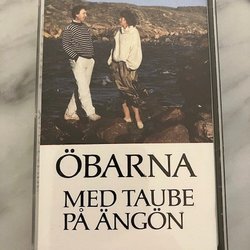 ÖBARNA
MED TAUBE
PÅ ÄNGÖN